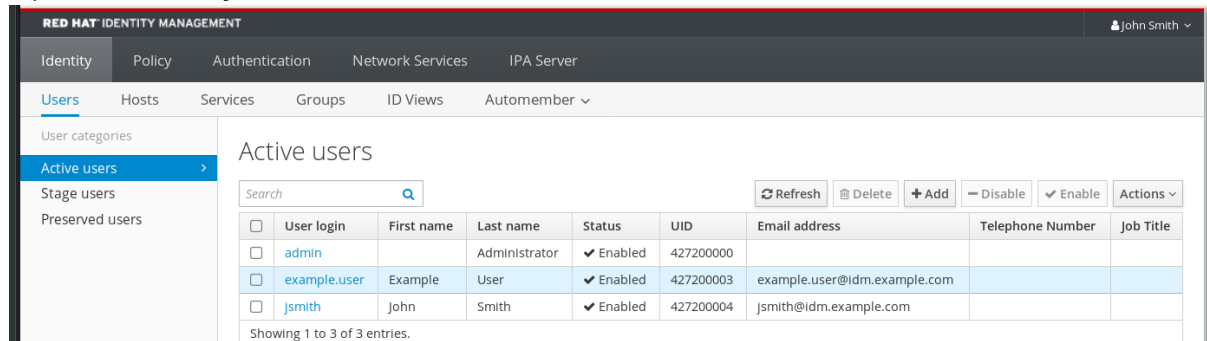 RED HAT® IDENTITY MANAGEMENT John Smith
Identity Policy Authentication Network Services IPA Server
Users Hosts Services Groups ID Views Automember
User categories
Active users
Stage users
Preserved users
Active users
Search Refresh Delete Add Disable Enable Actions
User login First name Last name Status UID Email address Telephone Number Job Title
admin Administrator Enabled 427200000
example.user Example User Enabled 427200003 example.user@idm.example.com
jsmith John Smith Enabled 427200004 jsmith@idm.example.com
Showing 1 to 3 of 3 entries.